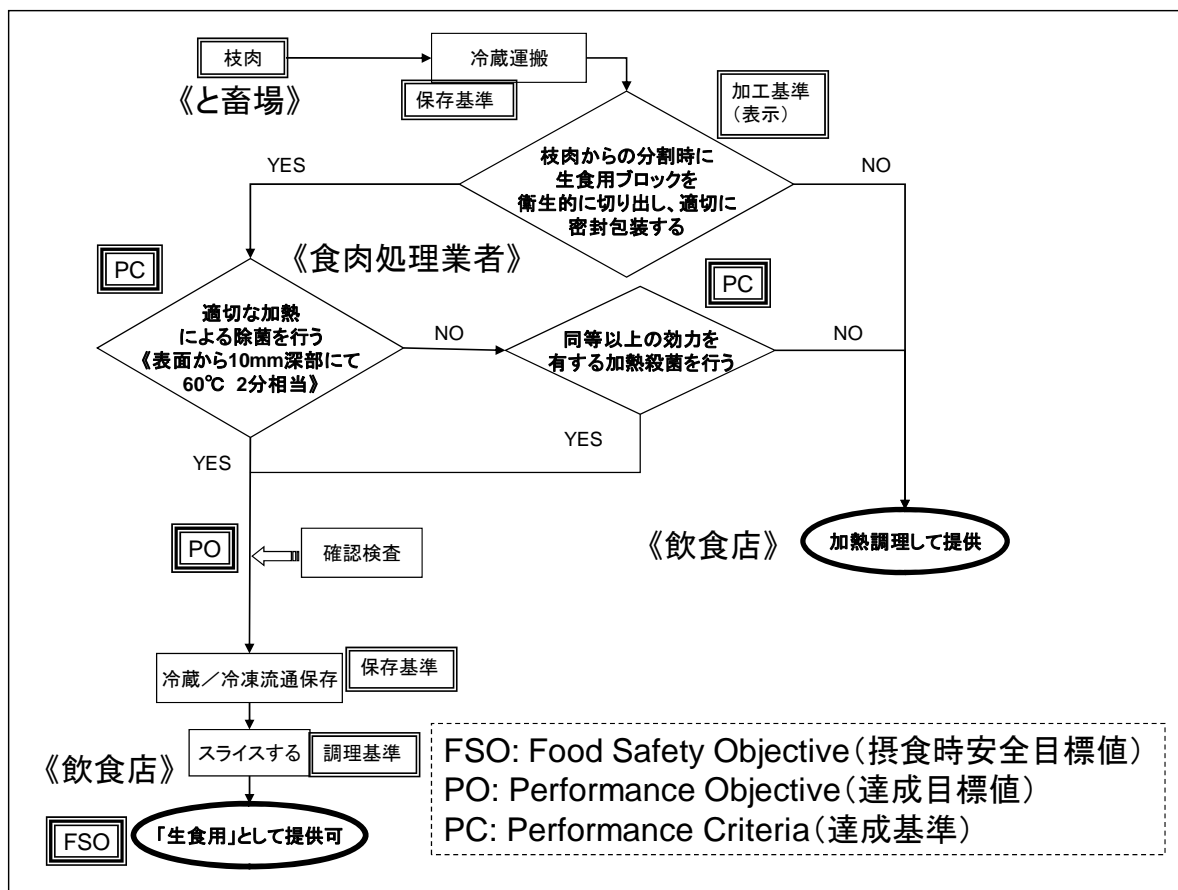 枝肉
冷蔵運搬
《と畜場》
保存基準
加工基準
（表示）
枝肉からの分割時に
生食用ブロックを
衛生的に切り出し、適切に
密封包装する
YES
NO
《食肉処理業者》
PC
PC
適切な加熱
による除菌を行う
《表面から10mm深部にて
60℃ 2分相当》
NO
同等以上の効力を
有する加熱殺菌を行う
NO
YES
YES
PO
確認検査
《飲食店》
加熱調理して提供
冷蔵／冷凍流通保存
保存基準
《飲食店》
スライスする
調理基準
FSO
「生食用」として提供可
FSO: Food Safety Objective（摂食時安全目標値）
PO: Performance Objective（達成目標値）
PC: Performance Criteria（達成基準）